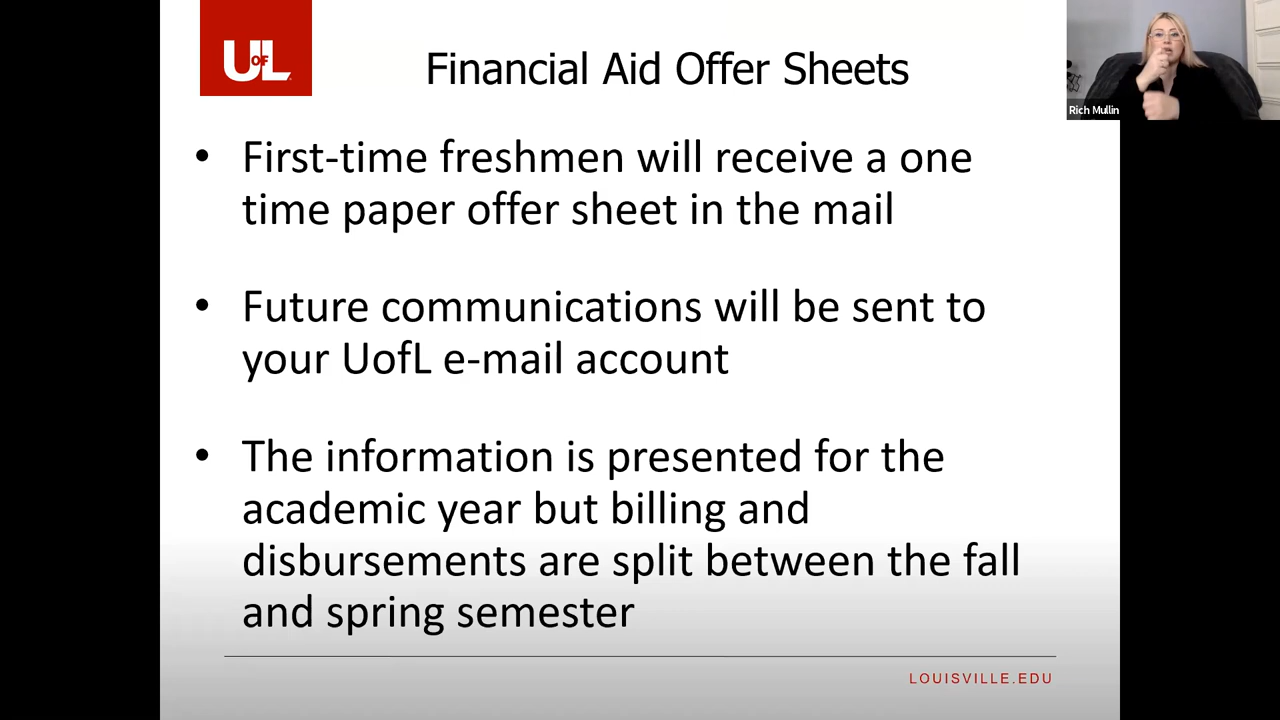 UofL
Financial Aid Offer Sheets
Rich Mullin
• First-time freshmen will receive a one
time paper offer sheet in the mail
• Future communications will be sent to
your UofL e-mail account
• The information is presented for the
academic year but billing and
disbursements are split between the fall
and spring semester
LOUISVILLE.EDU